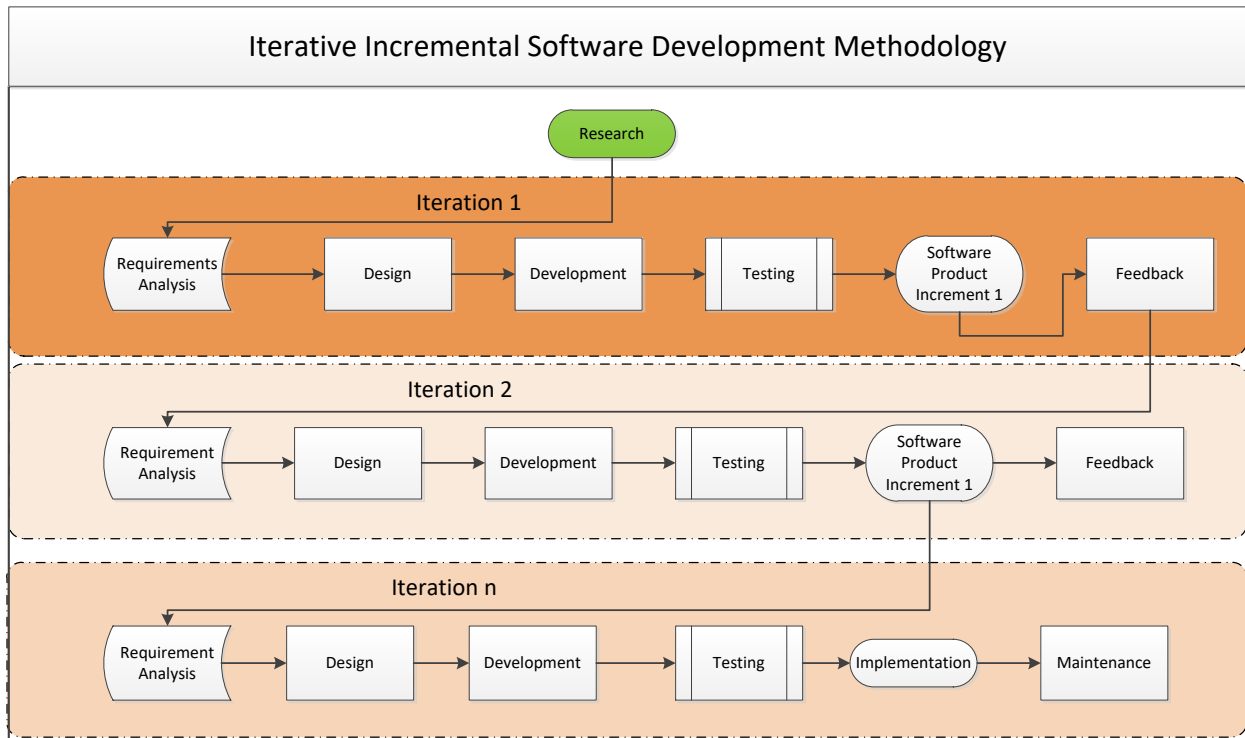 Iterative Incremental Software Development Methodology
Research
Iteration 1
Requirements
Analysis
Design
Development
Testing
Software
Product
Increment 1
Feedback
Iteration 2
Requirement
Analysis
Design
Development
Testing
Software
Product
Increment 1
Feedback
Iteration n
Requirement
Analysis
Design
Development
Testing
Implementation
Maintenance